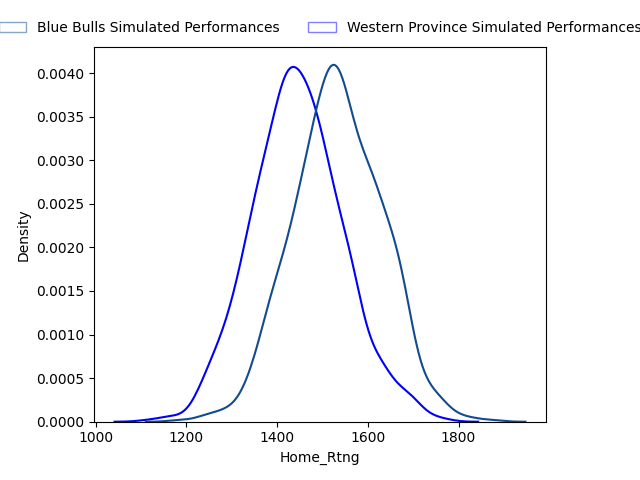 Blue Bulls Simulated Performances Western Province Simulated Performances
0.0040
0.0035
0.0030
0.0025
0.0020
0.0015
0.0010
0.0005
0.0000
Density
1000 1200 1400 1600 1800
Home_Rtng